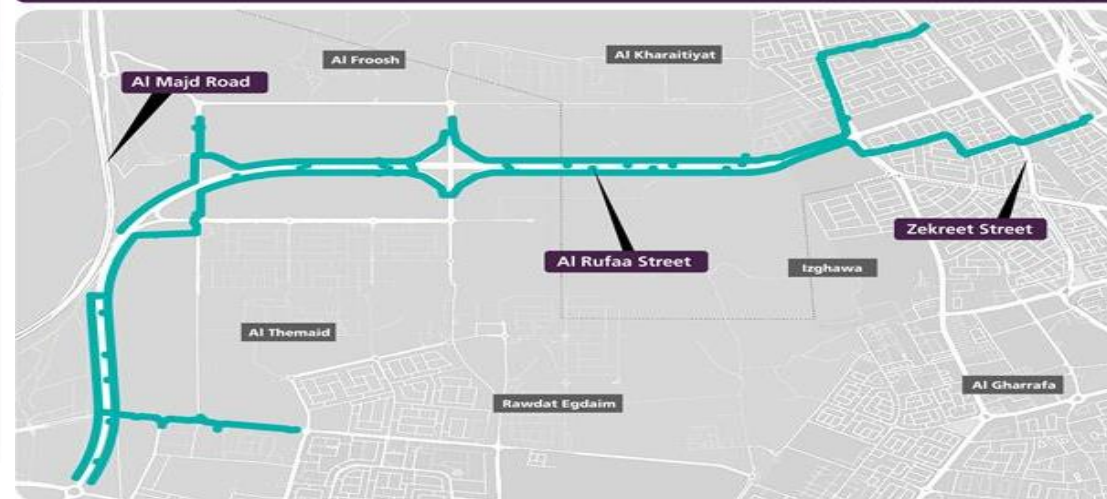 Al Froosh
Al Kharaitiyat
Al Majd Road
Zekreet Street
Al Rufaa Street
Izghawa
Al Themaid
Al Gharrafa
Rawdat Egdaim